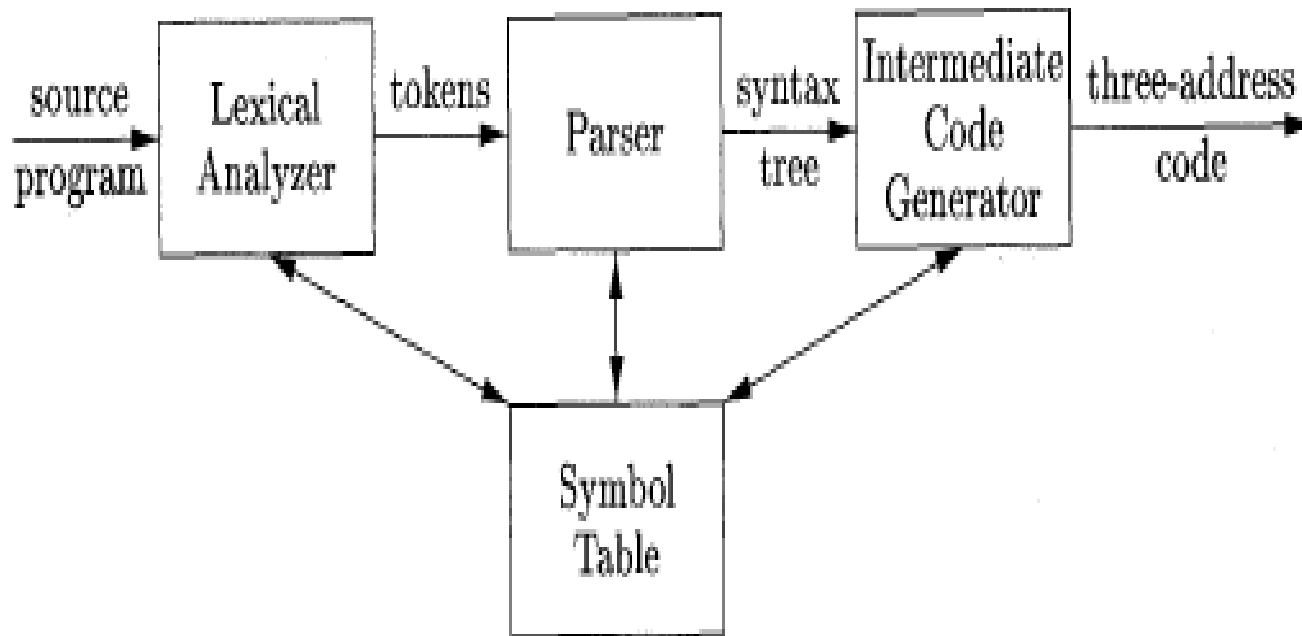 source
program
Lexical
Analyzer
tokens
Parser
syntax
tree
Intermediate
Code
Generator
three-address
code
Symbol
Table